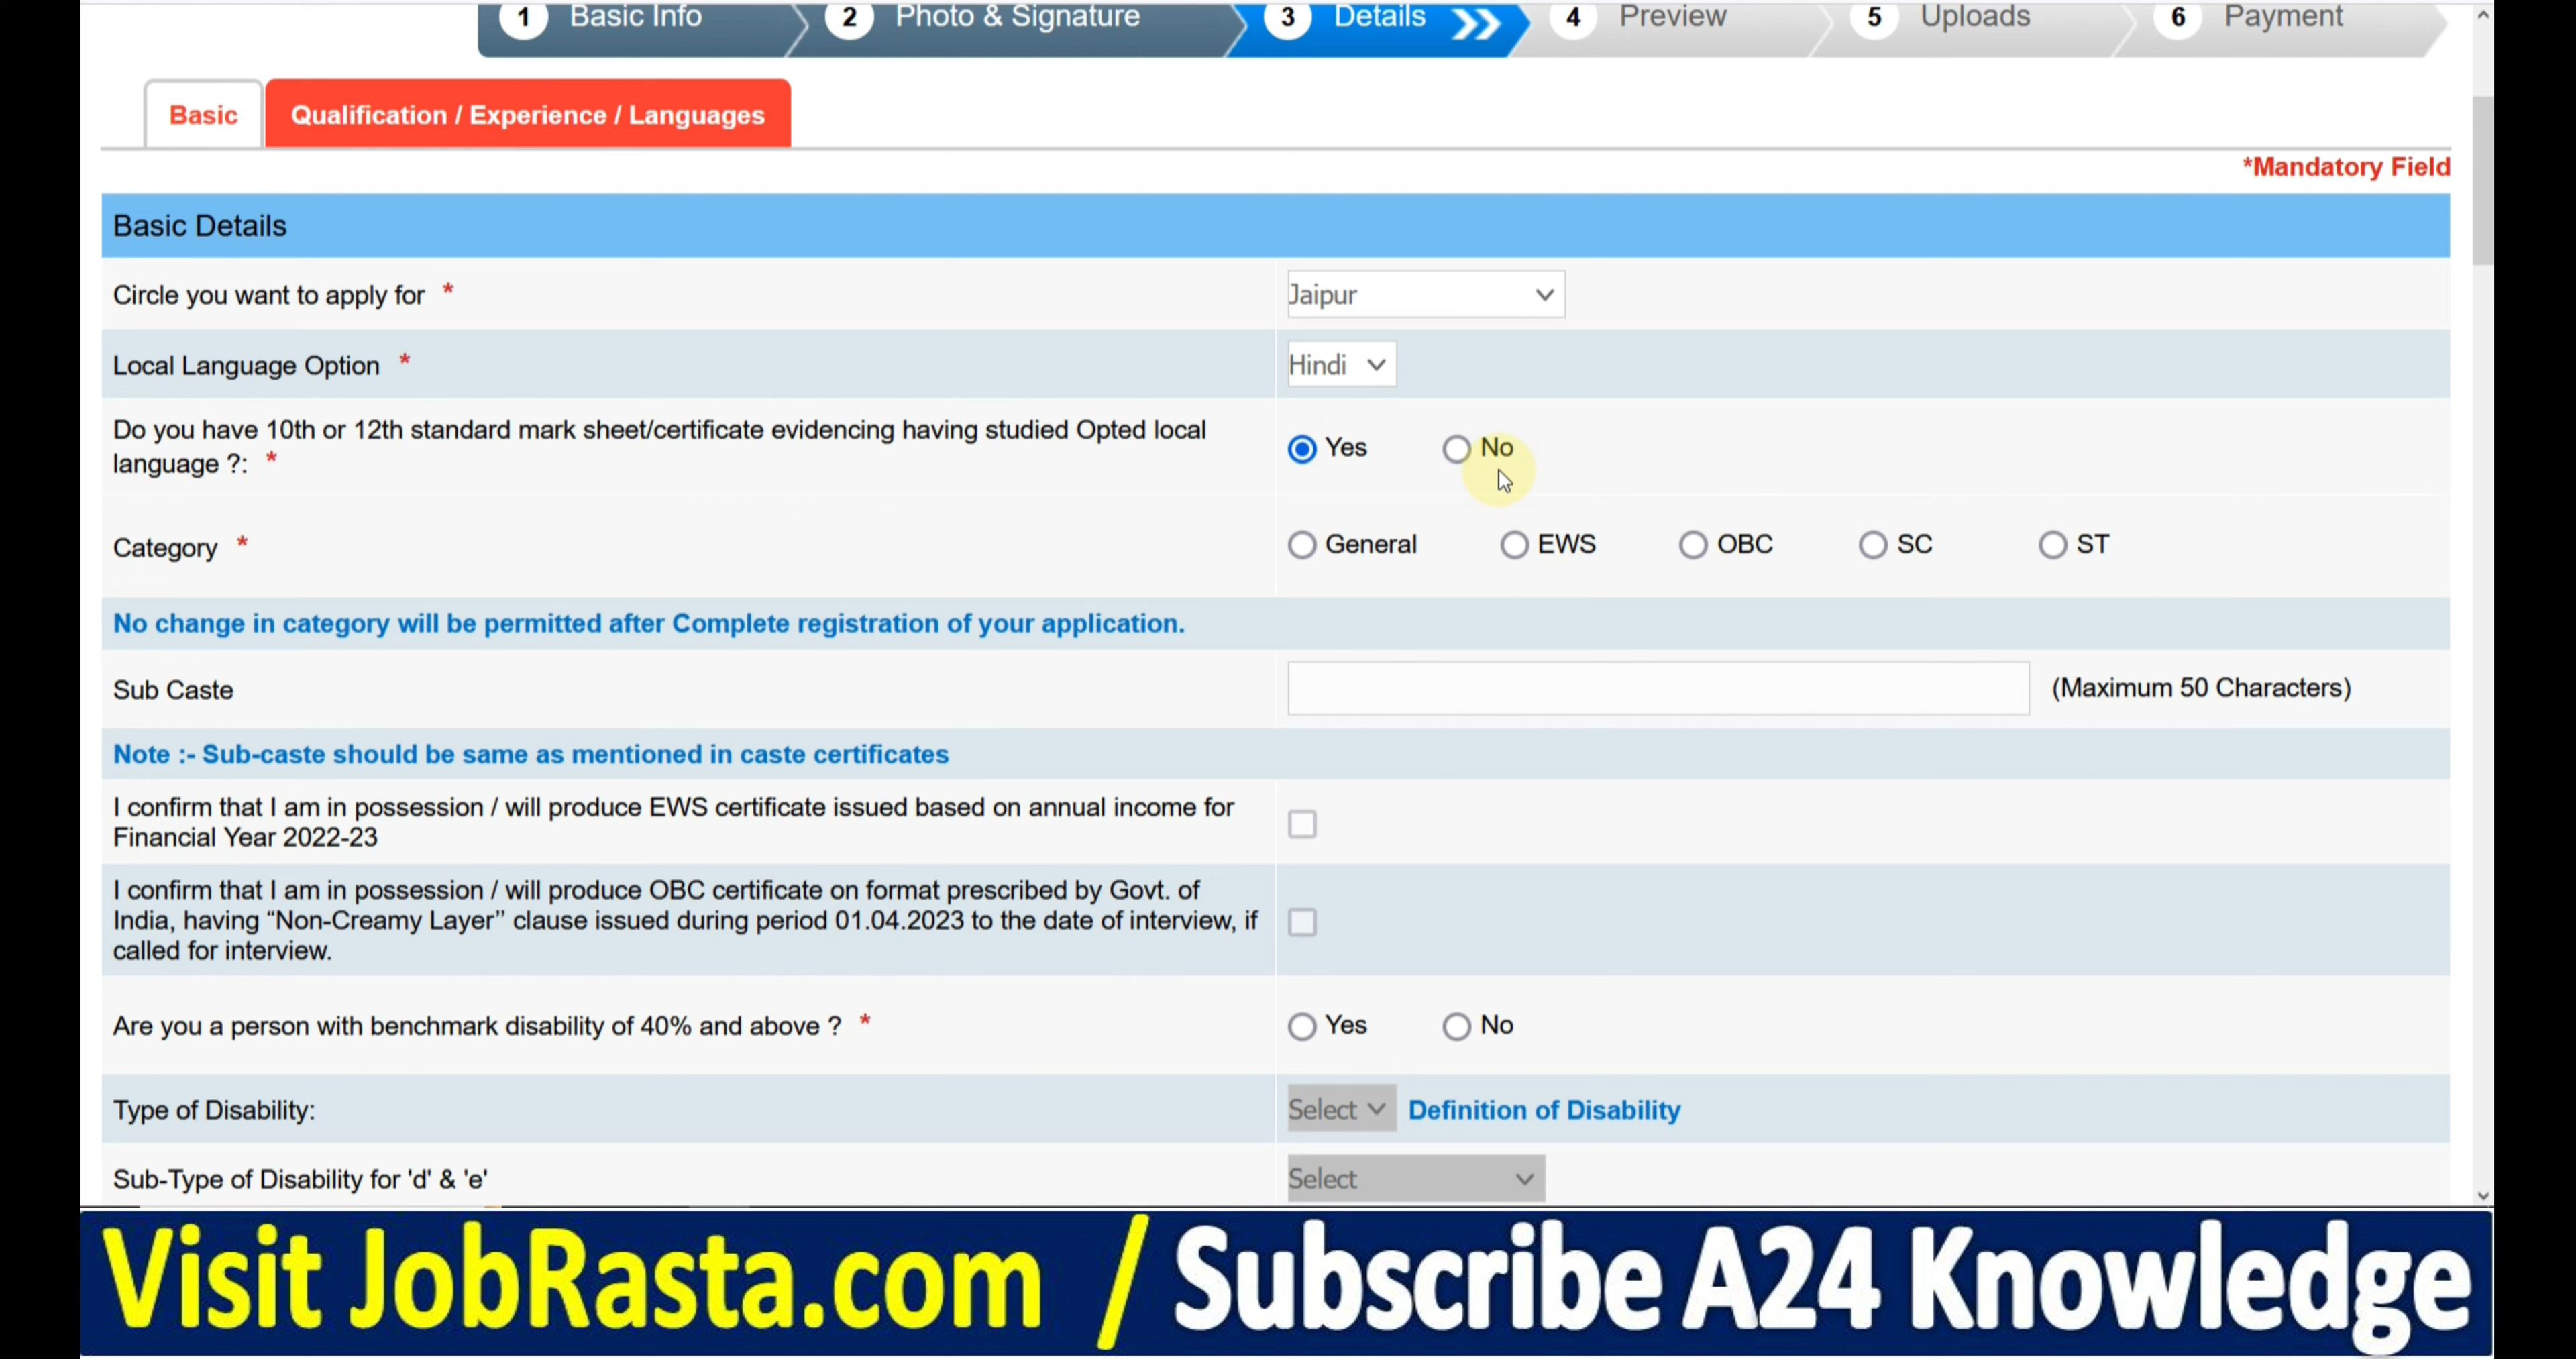 1 Basic Info 2 Photo & Signature 3 Details 4 Preview 5 Uploads 6 Payment
Basic Qualification / Experience / Languages
*Mandatory Field
Basic Details
Circle you want to apply for * Jaipur
Local Language Option * Hindi
Do you have 10th or 12th standard mark sheet/certificate evidencing having studied Opted local
language ?: * Yes No
Category * General EWS OBC SC ST
No change in category will be permitted after Complete registration of your application.
Sub Caste (Maximum 50 Characters)
Note :- Sub-caste should be same as mentioned in caste certificates
I confirm that I am in possession / will produce EWS certificate issued based on annual income for
Financial Year 2022-23
I confirm that I am in possession / will produce OBC certificate on format prescribed by Govt. of
India, having “Non-Creamy Layer’’ clause issued during period 01.04.2023 to the date of interview, if
called for interview.
Are you a person with benchmark disability of 40% and above ? * Yes No
Type of Disability: Select Definition of Disability
Sub-Type of Disability for 'd' & 'e' Select
Visit JobRasta.com / Subscribe A24 Knowledge